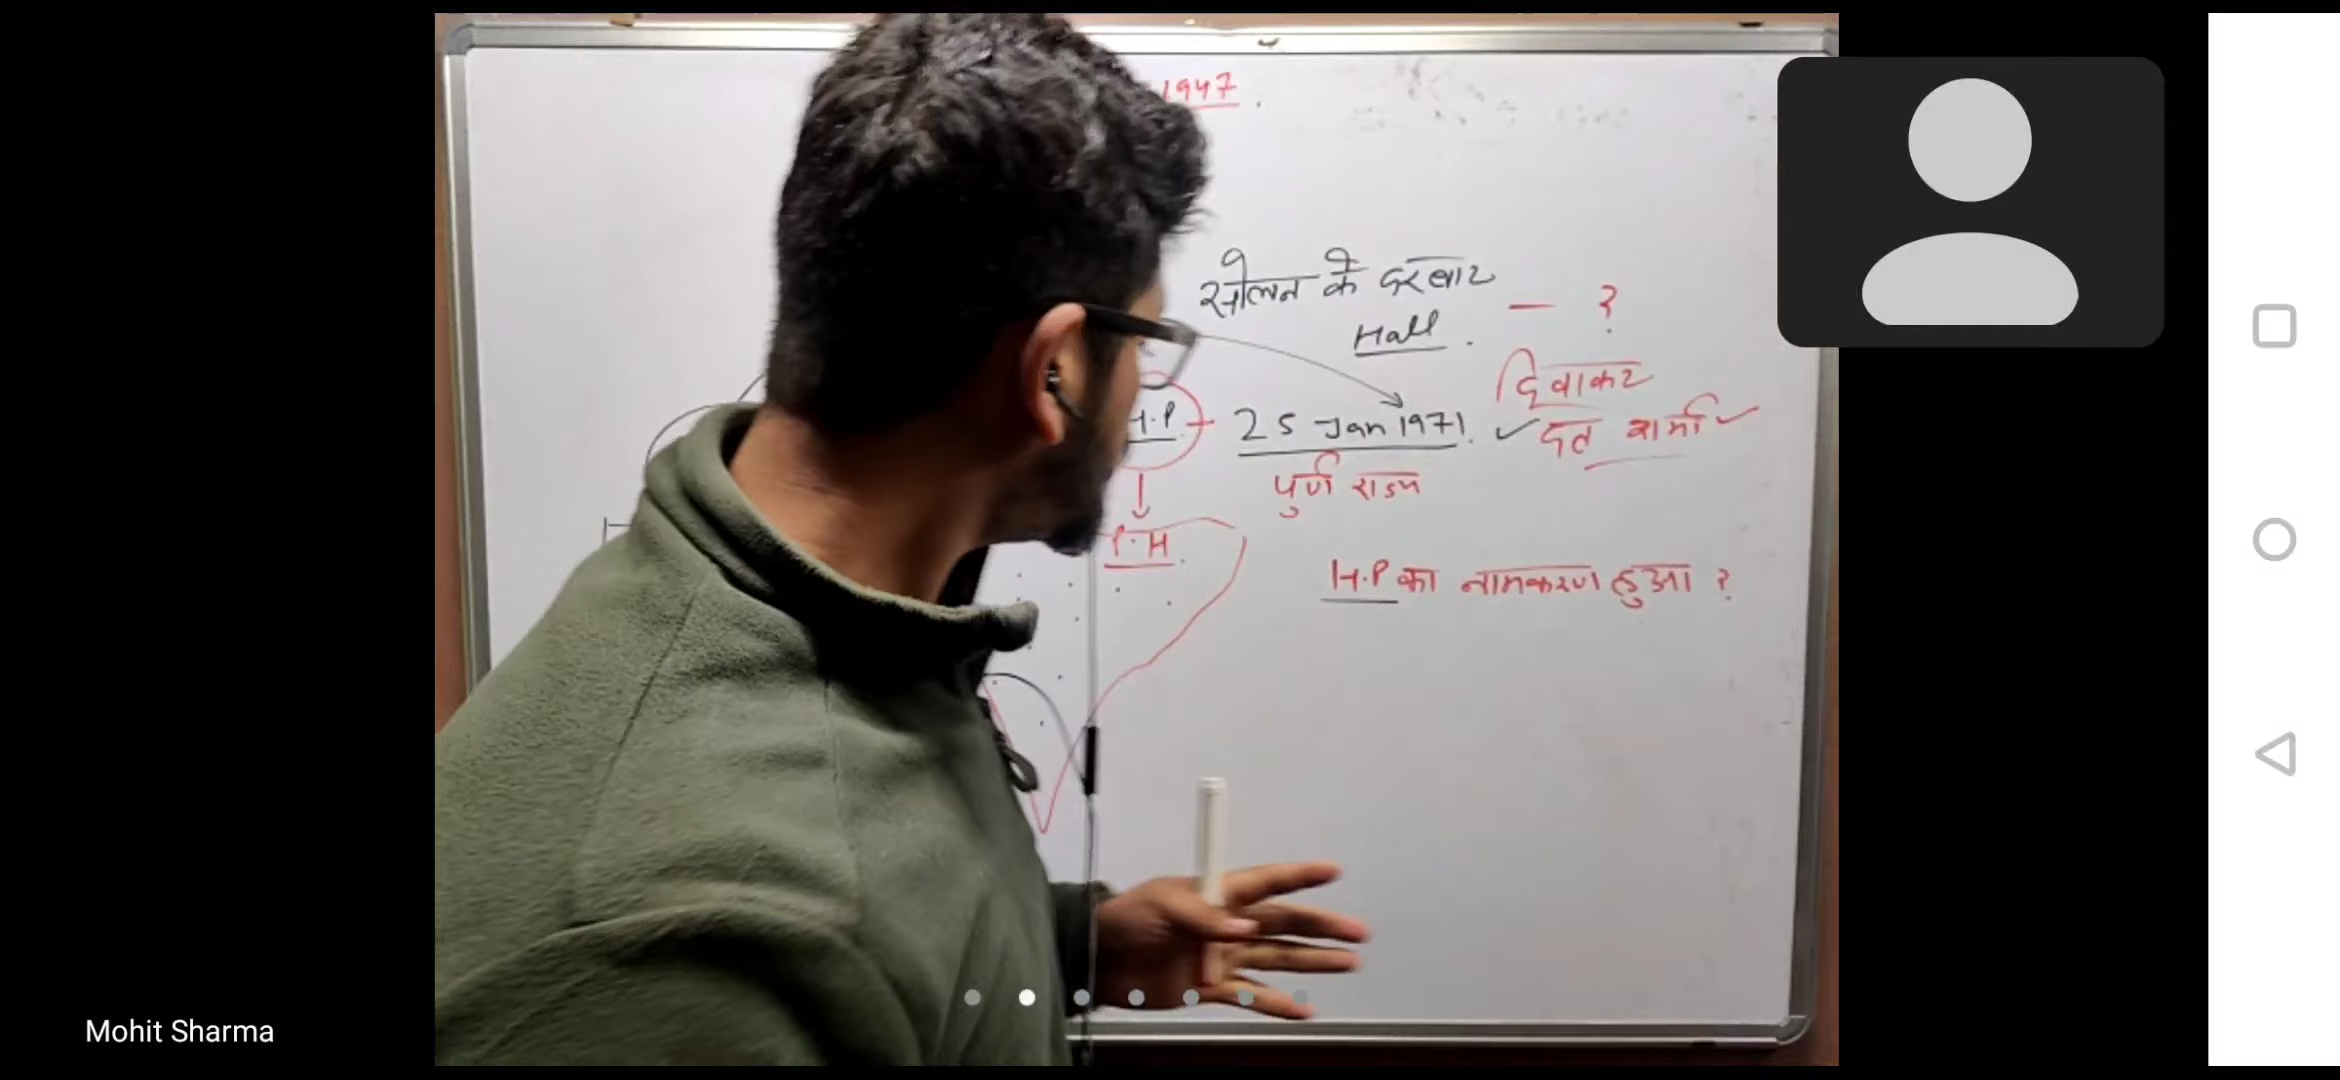 1947.
सोलन के दरबार
Hall.
— ?
दिवाकर
दत शर्मा
H.P
25 Jan 1971.
पुर्ण राज्य
P.H.
H.P का नामकरण हुआ ?
Mohit Sharma